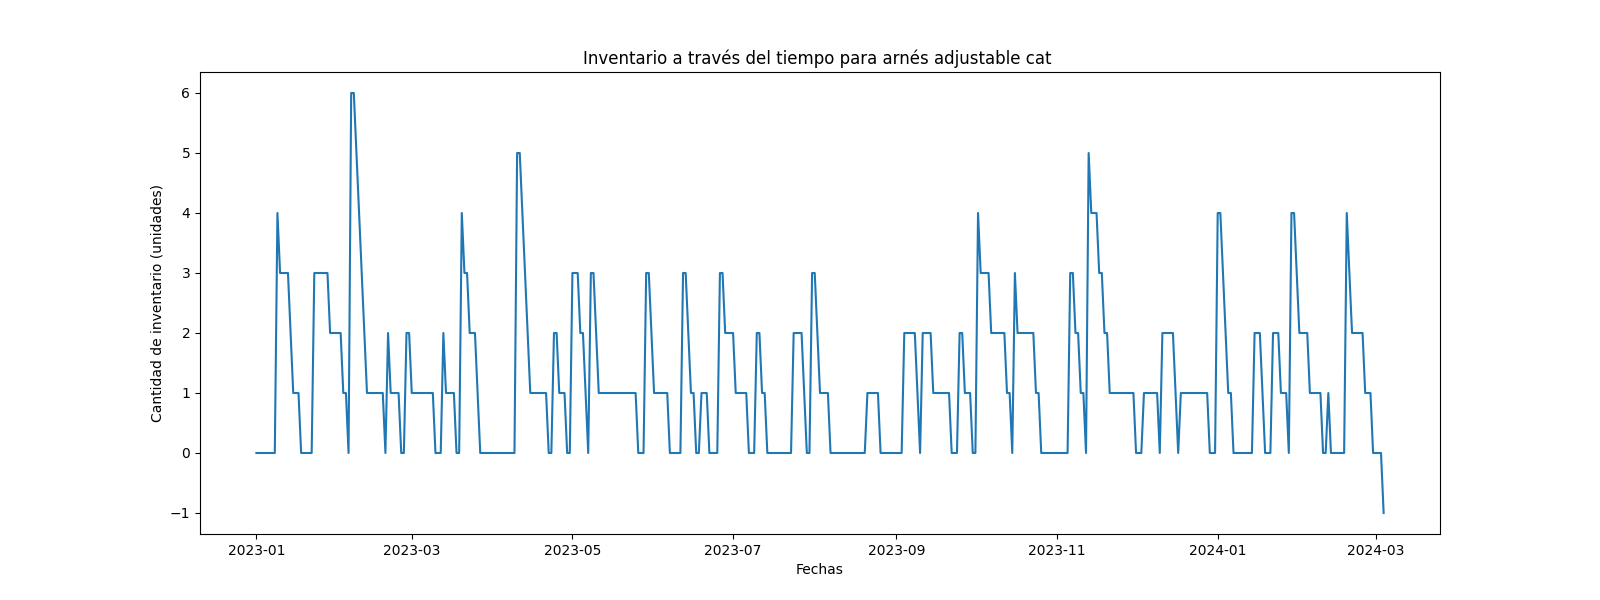 Inventario a través del tiempo para arnés adjustable cat
Cantidad de inventario (unidades)
6
5
4
3
2
1
0
−1
2023-01 2023-03 2023-05 2023-07 2023-09 2023-11 2024-01 2024-03
Fechas